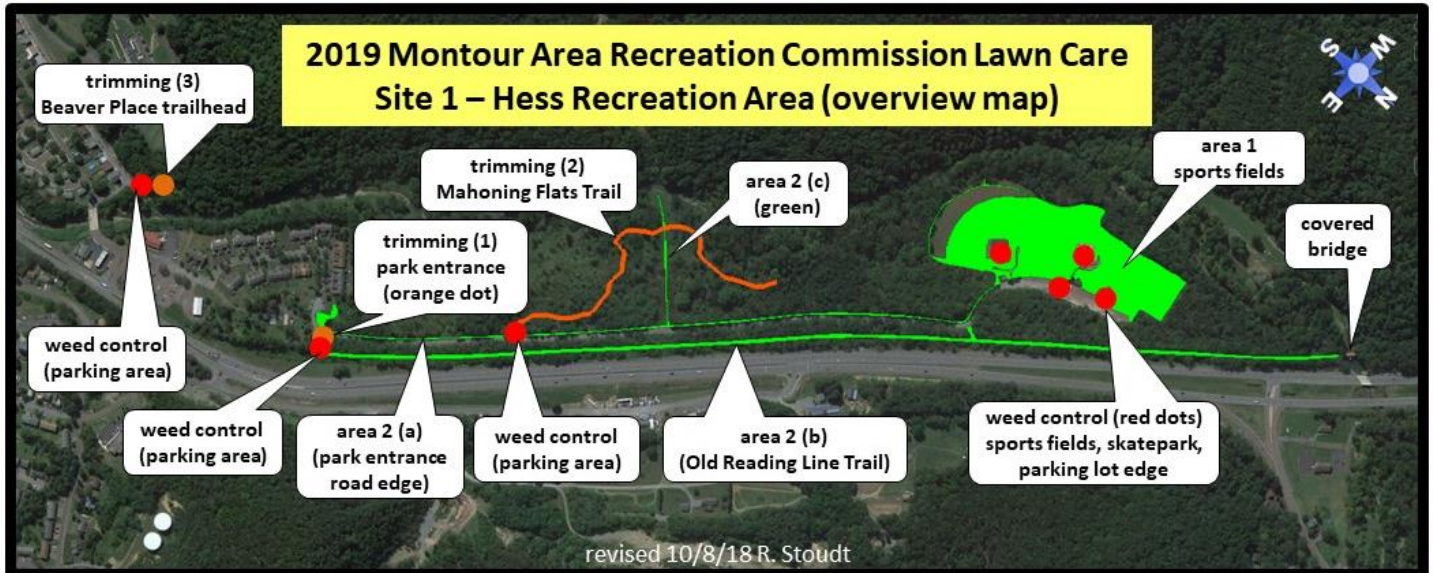 2019 Montour Area Recreation Commission Lawn Care
Site 1 – Hess Recreation Area (overview map)
S
W
E
N
trimming (3)
Beaver Place trailhead
trimming (2)
Mahoning Flats Trail
area 2 (c)
(green)
area 1
sports fields
covered
bridge
trimming (1)
park entrance
(orange dot)
weed control
(parking area)
weed control
(parking area)
area 2 (a)
(park entrance
road edge)
weed control
(parking area)
area 2 (b)
(Old Reading Line Trail)
weed control (red dots)
sports fields, skatepark,
parking lot edge
revised 10/8/18 R. Stoudt